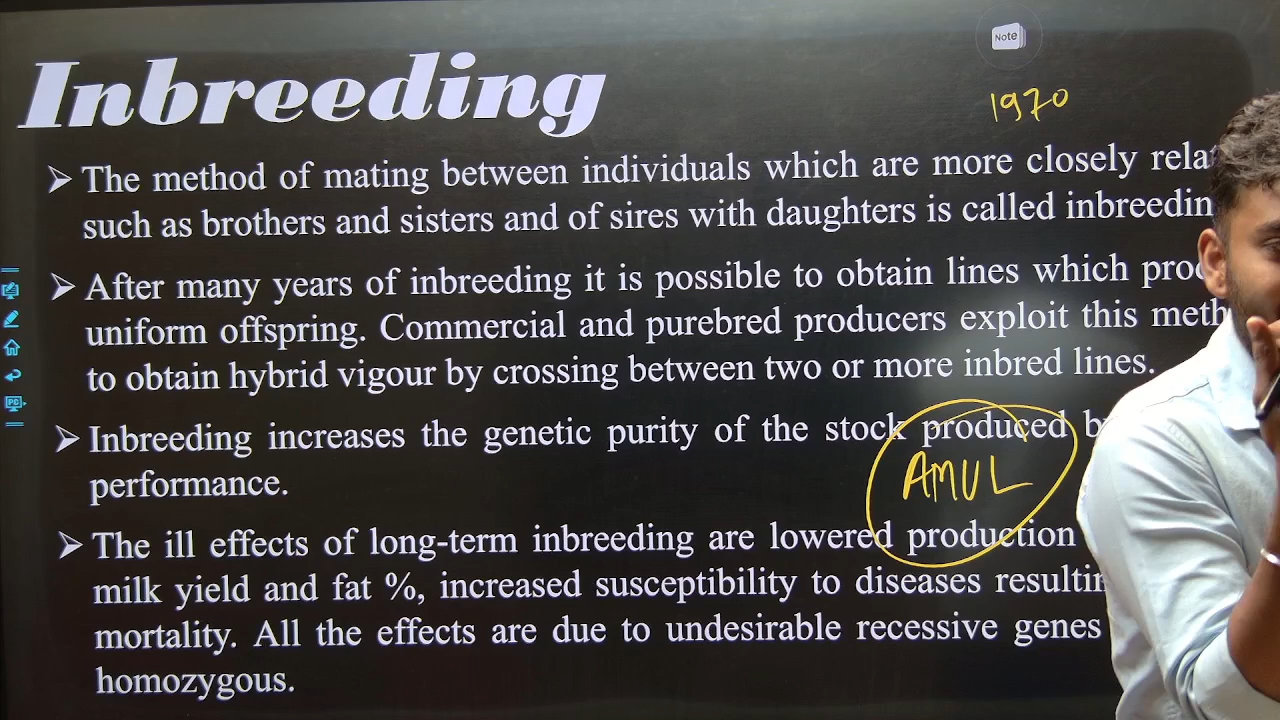 Note
Inbreeding
1970
➢ The method of mating between individuals which are more closely
such as brothers and sisters and of sires with daughters is called
➢ After many years of inbreeding it is possible to obtain lines which
uniform offspring. Commercial and purebred producers exploit this
to obtain hybrid vigour by crossing between two or more inbred lines.
➢ Inbreeding increases the genetic purity of the stock produced
performance.
AMUL
➢ The ill effects of long-term inbreeding are lowered production
milk yield and fat %, increased susceptibility to diseases
mortality. All the effects are due to undesirable recessive genes
homozygous.